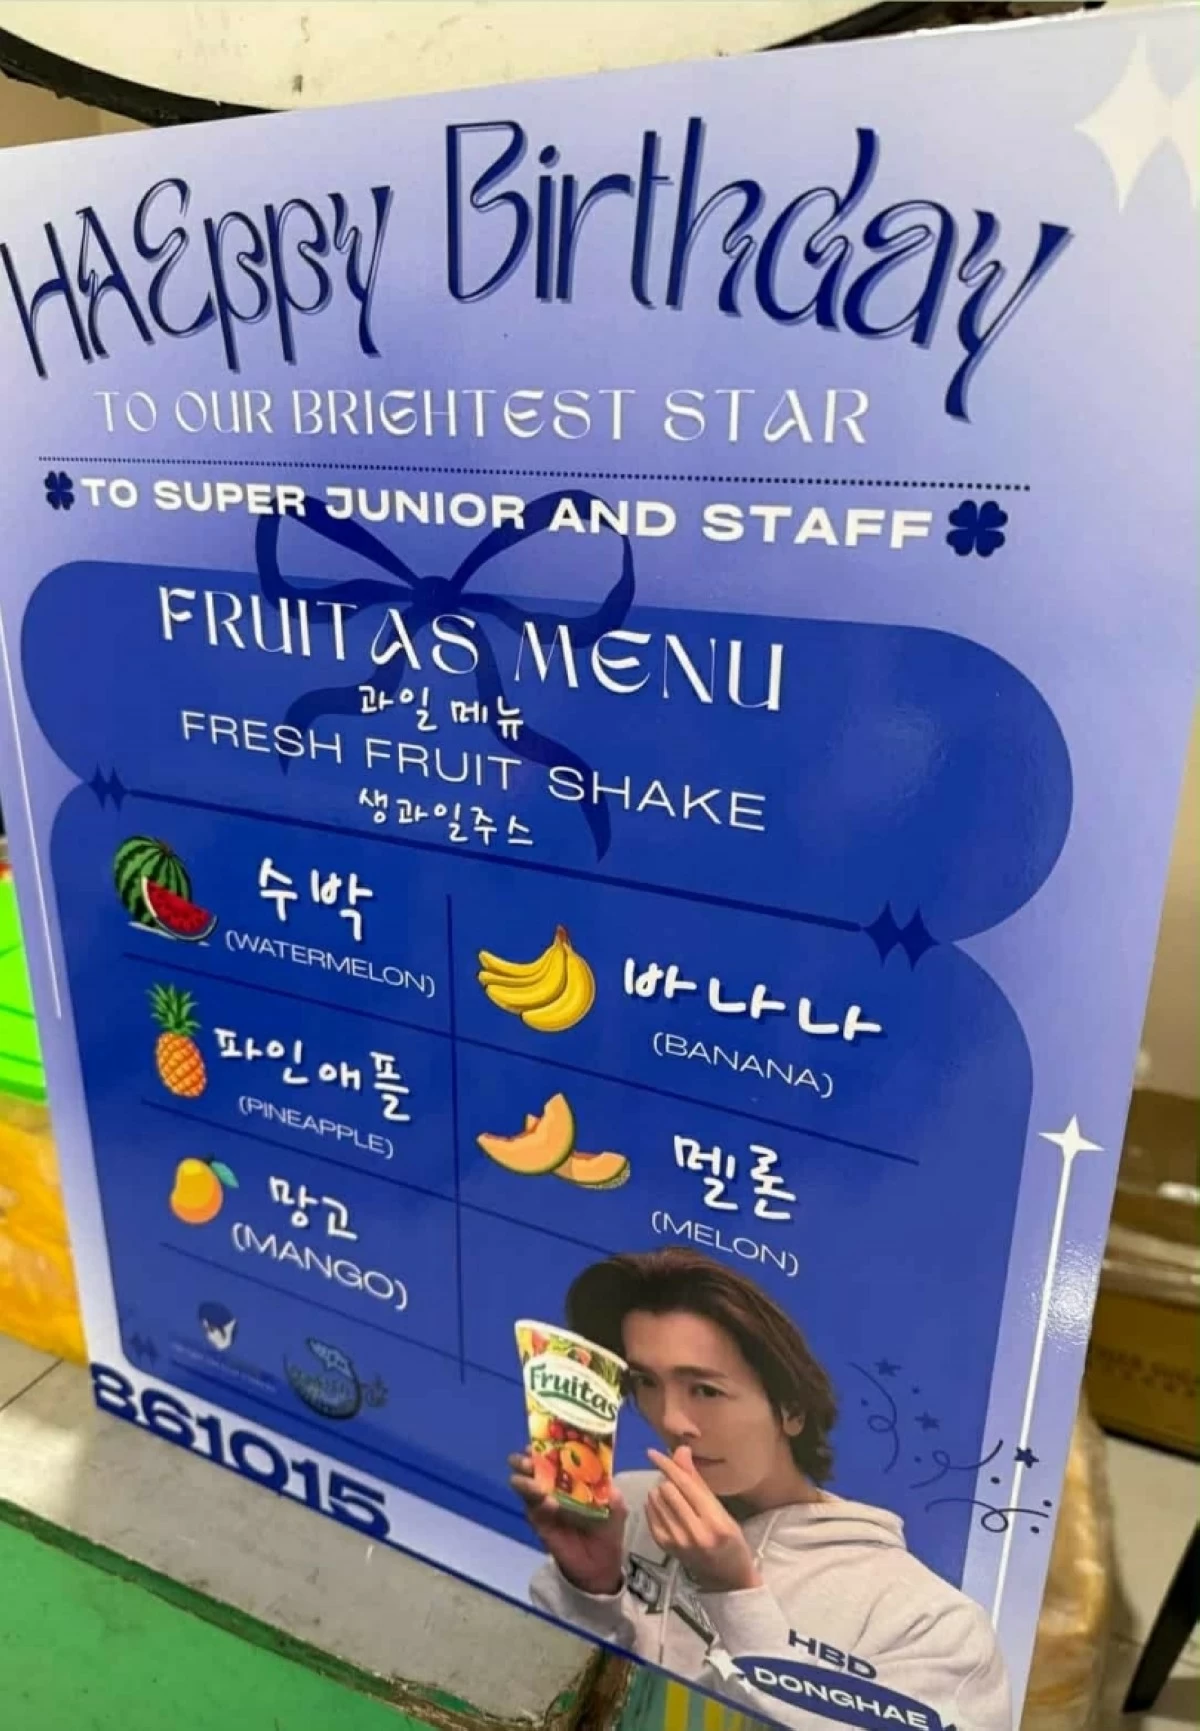 HAEppy Birthday
TO OUR BRIGHTEST STAR
TO SUPER JUNIOR AND STAFF
FRUITAS MENU
과일 메뉴
FRESH FRUIT SHAKE
생과일주스
수박
(WATERMELON)
바나나
(BANANA)
파인애플
(PINEAPPLE)
멜론
(MELON)
망고
(MANGO)
Fruitas
861015
HBD
DONGHAE